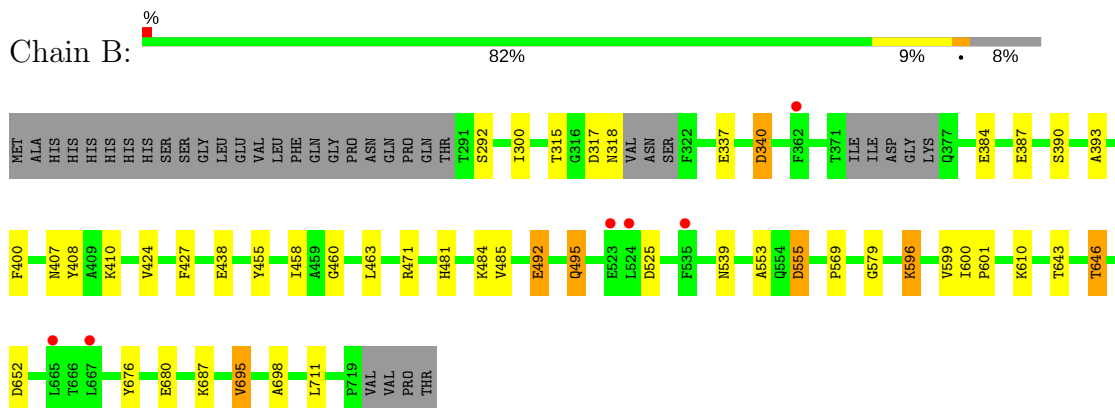 %
Chain B:
82% 9% • 8%
MET ALA HIS HIS HIS HIS HIS HIS SER SER GLY LEU GLU VAL LEU PHE GLN GLY PRO ASN GLN PRO GLN THR T291 S292 I300 T315 G316 D317 N318 VAL ASN SER F322 E337 D340 F362 T371 ILE ILE ASP GLY LYS Q377 E384 E387 S390 A393
F400 N407 Y408 A409 K410 V424 F427 E438 Y455 I458 A459 G460 L463 R471 H481 K484 V485 E492 Q495 E523 L524 D525 F535 N539 A553 Q554 D555 P569 G579 K596 V599 I600 P601 K610 T643 T646
D652 L665 T666 L667 Y676 E680 K687 V695 A698 L711 P719 VAL VAL PRO THR